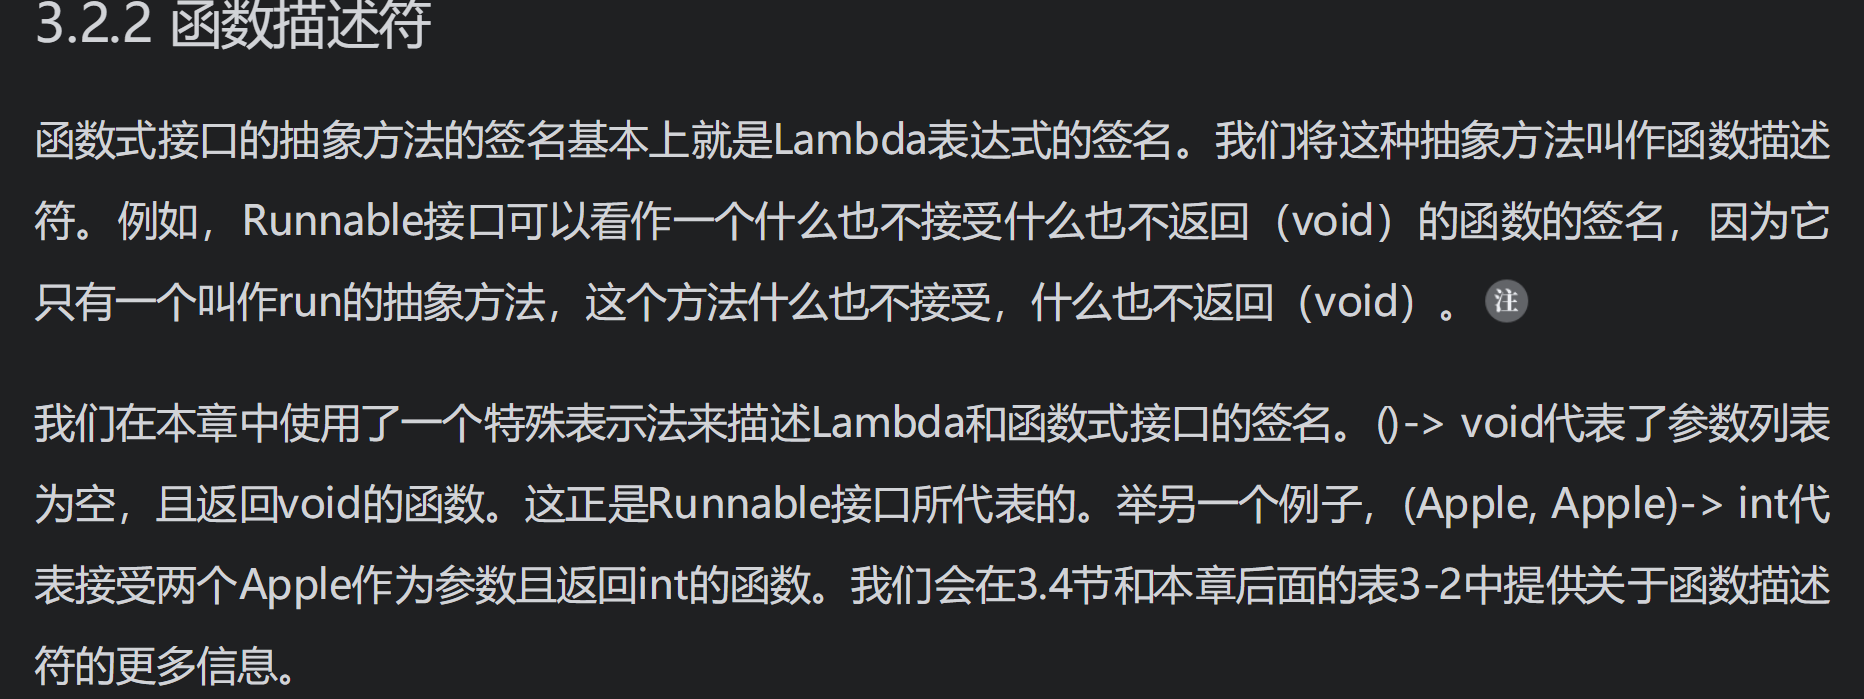 3.2.2 函数描述符
函数式接口的抽象方法的签名基本上就是Lambda表达式的签名。我们将这种抽象方法叫作函数描述
符。例如，Runnable接口可以看作一个什么也不接受什么也不返回（void）的函数的签名，因为它
只有一个叫作run的抽象方法，这个方法什么也不接受，什么也不返回（void）。 注
我们在本章中使用了一个特殊表示法来描述Lambda和函数式接口的签名。()-> void代表了参数列表
为空，且返回void的函数。这正是Runnable接口所代表的。举另一个例子，(Apple, Apple)-> int代
表接受两个Apple作为参数且返回int的函数。我们会在3.4节和本章后面的表3-2中提供关于函数描述
符的更多信息。